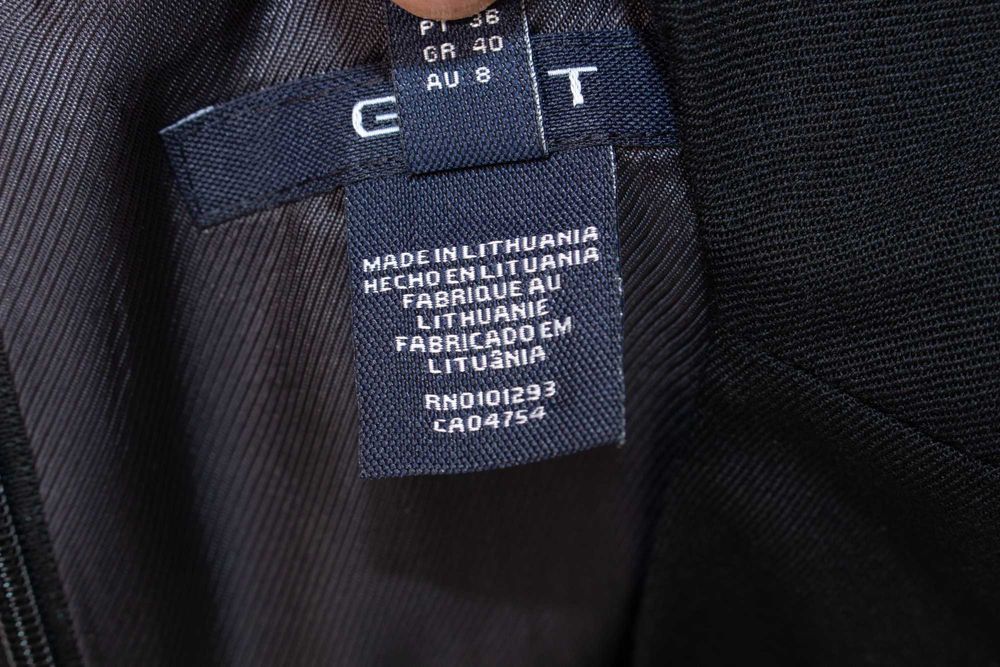 PT 36
GR 40
AU 8
G T
MADE IN LITHUANIA
HECHO EN LITUANIA
FABRIQUE AU
LITHUANIE
FABRICADO EM
LITUâNIA
RN0101293
CA04754